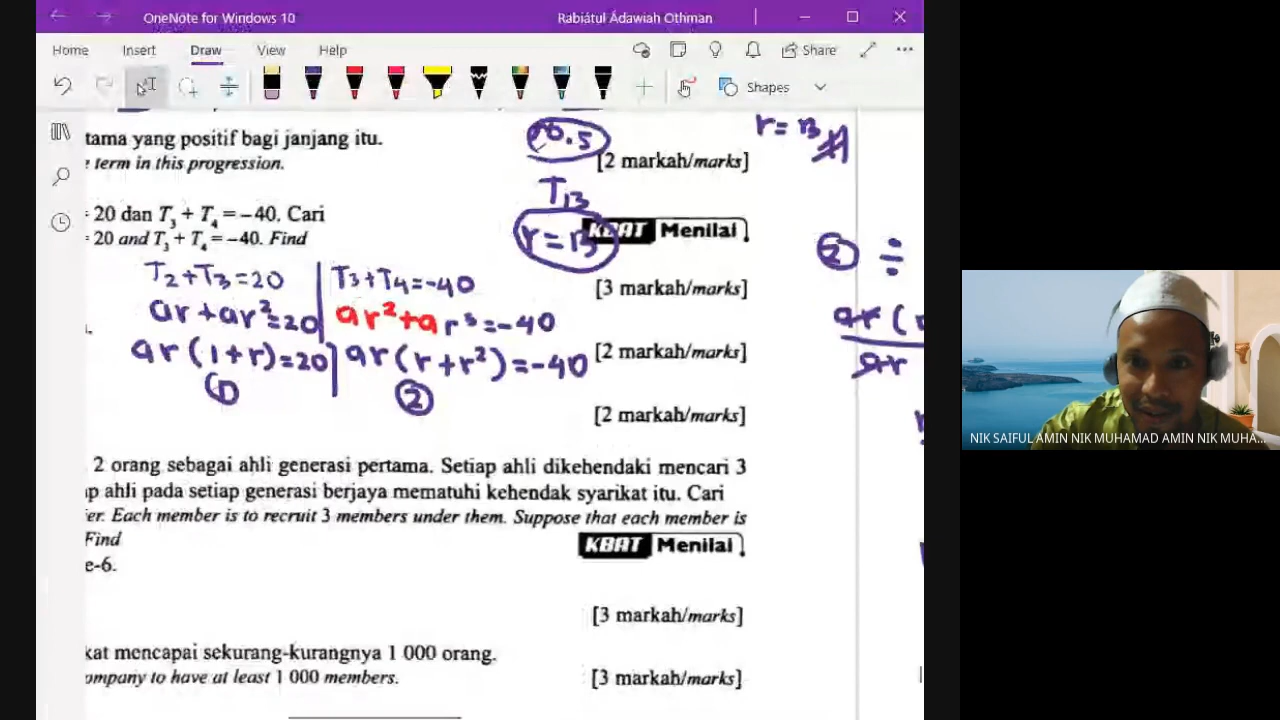 OneNote for Windows 10
Rabiatul Adawiah Othman
Home Insert Draw View Help
Share
Shapes
tama yang positif bagi janjang itu.
term in this progression.
[2 markah/marks]
r = 13
T13
r = 13
KBAT Menilai
= 20 dan T3 + T4 = −40. Cari
= 20 and T3 + T4 = −40. Find
T2 + T3 = 20
T3 + T4 = -40
[3 markah/marks]
ar + ar² = 20
ar² + ar³ = -40
ar (1 + r) = 20
ar (r + r²) = -40
[2 markah/marks]
①
②
[2 markah/marks]
② ÷
ar (
ar
2 orang sebagai ahli generasi pertama. Setiap ahli dikehendaki mencari 3
ap ahli pada setiap generasi berjaya mematuhi kehendak syarikat itu. Cari
er. Each member is to recruit 3 members under them. Suppose that each member is
Find
KBAT Menilai
e-6.
[3 markah/marks]
kat mencapai sekurang-kurangnya 1 000 orang.
ompany to have at least 1 000 members.
[3 markah/marks]
NIK SAIFUL AMIN NIK MUHAMAD AMIN NIK MUHA...